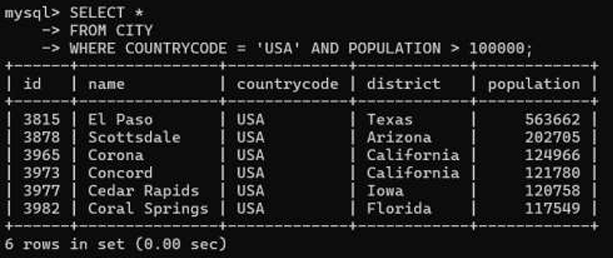 mysql> SELECT *
    -> FROM CITY
    -> WHERE COUNTRYCODE = 'USA' AND POPULATION > 100000;
+------+---------------+-------------+------------+------------+
| id   | name          | countrycode | district   | population |
+------+---------------+-------------+------------+------------+
| 3815 | El Paso       | USA         | Texas      |     563662 |
| 3878 | Scottsdale    | USA         | Arizona    |     202705 |
| 3965 | Corona        | USA         | California |     124966 |
| 3973 | Concord       | USA         | California |     121780 |
| 3977 | Cedar Rapids  | USA         | Iowa       |     120758 |
| 3982 | Coral Springs | USA         | Florida    |     117549 |
+------+---------------+-------------+------------+------------+
6 rows in set (0.00 sec)